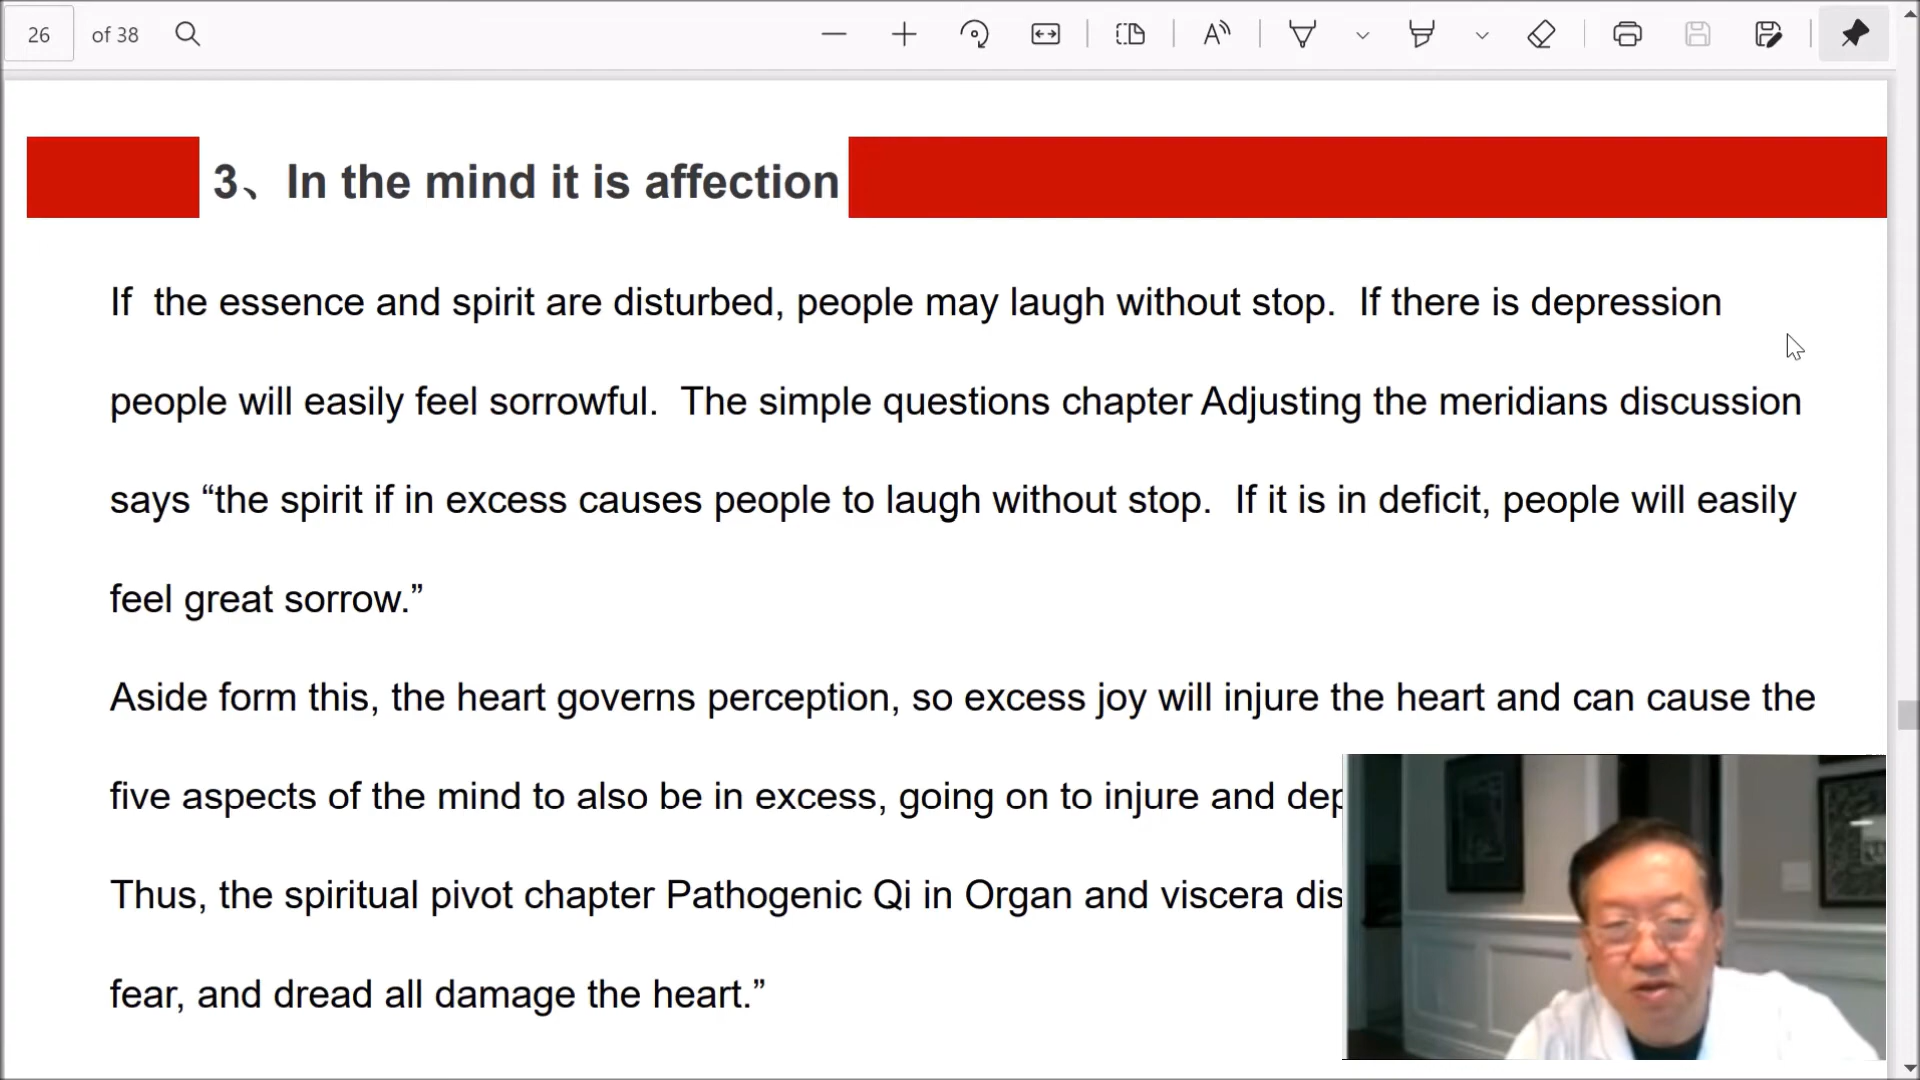 26 of 38
3、In the mind it is affection
If the essence and spirit are disturbed, people may laugh without stop. If there is depression
people will easily feel sorrowful. The simple questions chapter Adjusting the meridians discussion
says “the spirit if in excess causes people to laugh without stop. If it is in deficit, people will easily
feel great sorrow.”
Aside form this, the heart governs perception, so excess joy will injure the heart and can cause the
five aspects of the mind to also be in excess, going on to injure and
Thus, the spiritual pivot chapter Pathogenic Qi in Organ and viscera
fear, and dread all damage the heart.”